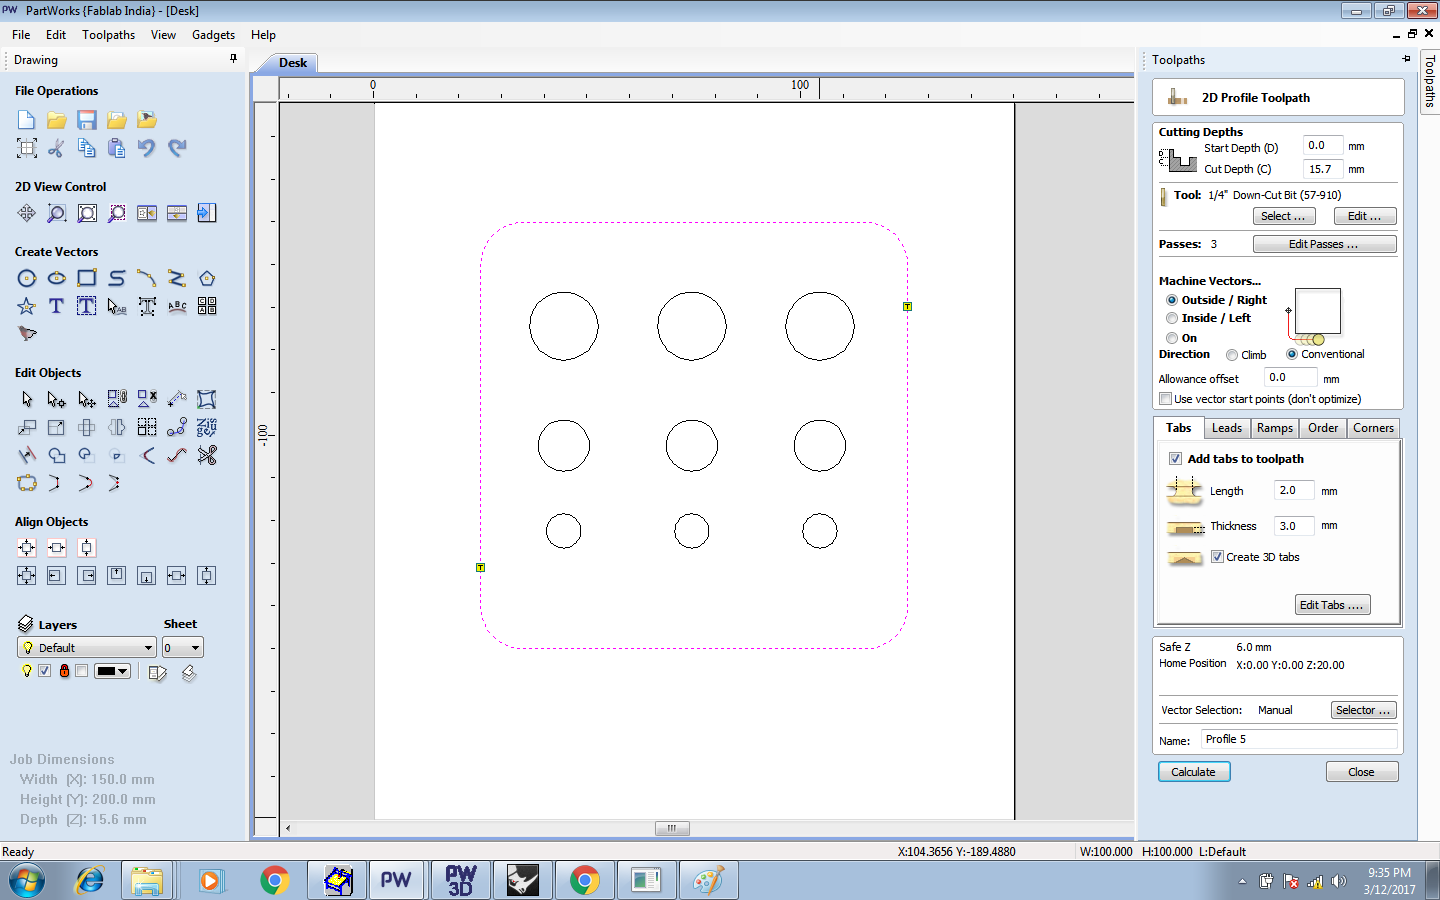 PW PartWorks {Fablab India} - [Desk]
File Edit Toolpaths View Gadgets Help
Drawing
File Operations
2D View Control
Create Vectors
Edit Objects
Align Objects
Layers Sheet
Default 0
Job Dimensions
Width (X): 150.0 mm
Height (Y): 200.0 mm
Depth (Z): 15.6 mm
Desk
0 100
-100
T
T
Toolpaths
Toolpaths
2D Profile Toolpath
Cutting Depths
Start Depth (D) 0.0 mm
Cut Depth (C) 15.7 mm
Tool: 1/4" Down-Cut Bit (57-910)
Select ... Edit ...
Passes: 3 Edit Passes ...
Machine Vectors...
Outside / Right
Inside / Left
On
Direction Climb Conventional
Allowance offset 0.0 mm
Use vector start points (don't optimize)
Tabs Leads Ramps Order Corners
Add tabs to toolpath
Length 2.0 mm
Thickness 3.0 mm
Create 3D tabs
Edit Tabs ....
Safe Z 6.0 mm
Home Position X:0.00 Y:0.00 Z:20.00
Vector Selection: Manual Selector ...
Name: Profile 5
Calculate Close
Ready X:104.3656 Y:-189.4880 W:100.000 H:100.000 L:Default
PW PW 3D
9:35 PM
3/12/2017